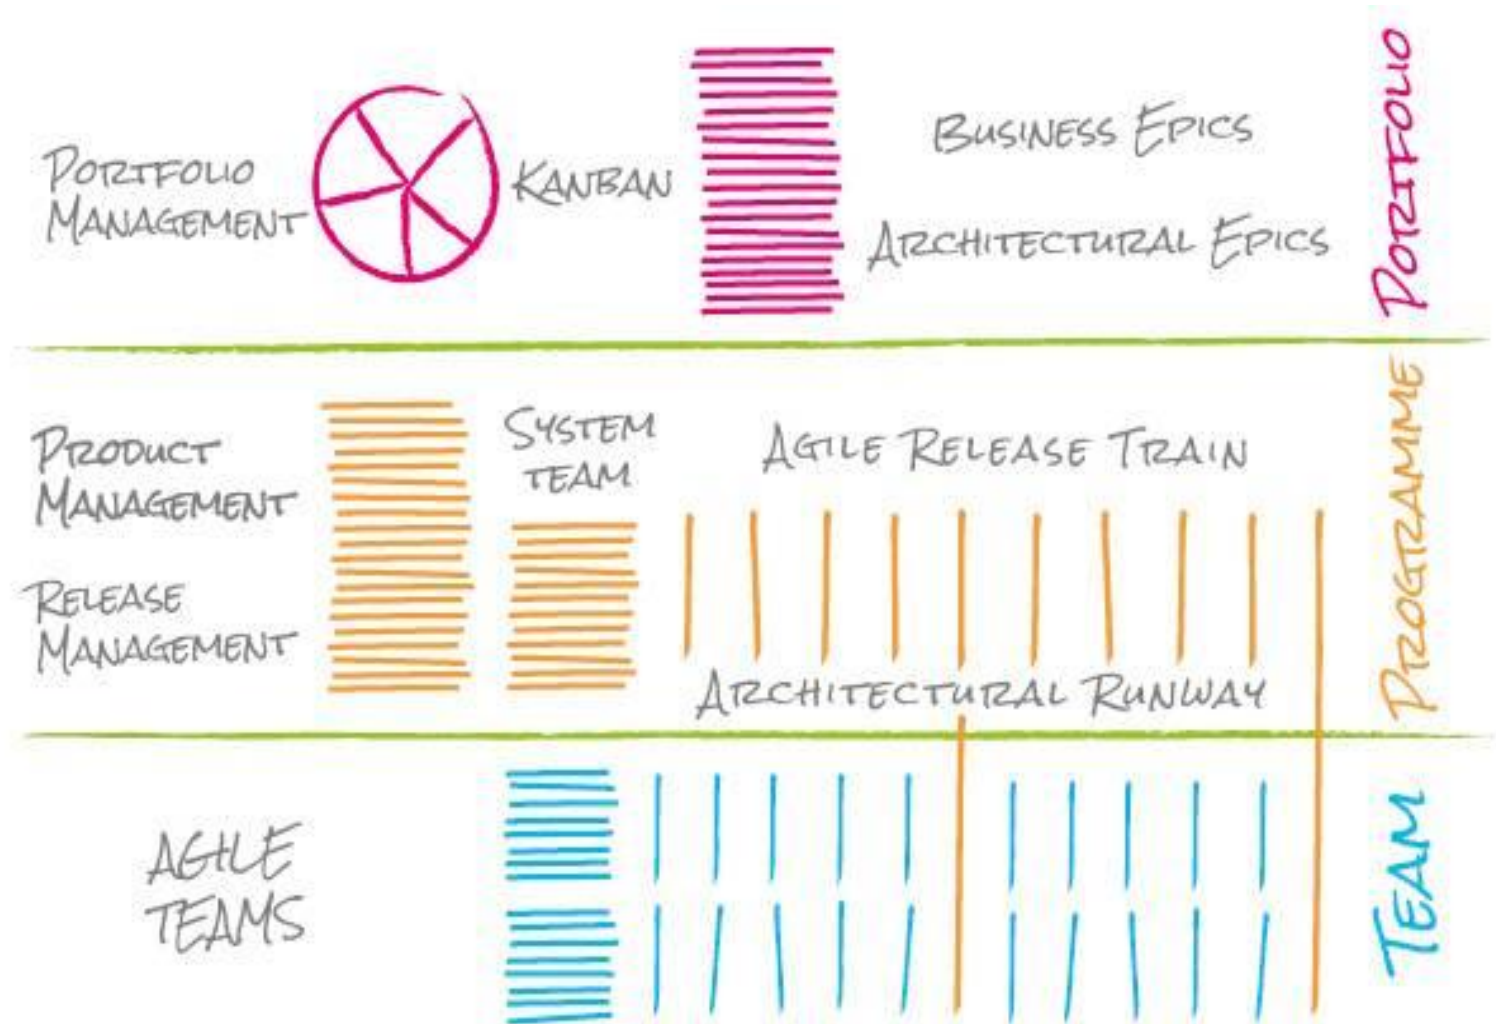 PORTFOLIO
MANAGEMENT
KANBAN
BUSINESS EPICS
ARCHITECTURAL EPICS
PORTFOLIO
PRODUCT
MANAGEMENT
RELEASE
MANAGEMENT
SYSTEM
TEAM
AGILE RELEASE TRAIN
ARCHITECTURAL RUNWAY
PROGRAMME
AGILE
TEAMS
TEAM